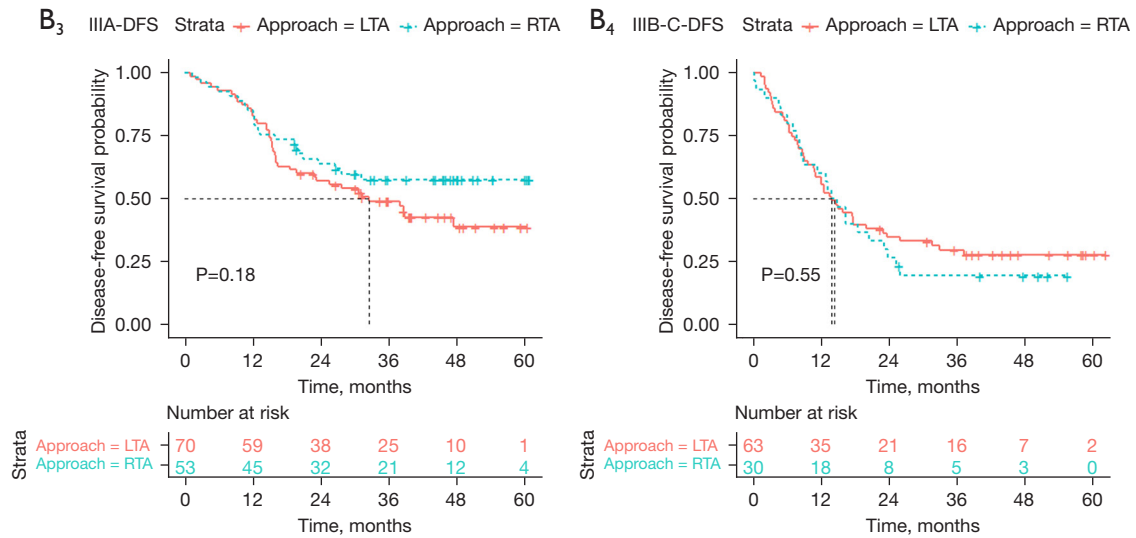 B3 IIIA-DFS Strata Approach = LTA Approach = RTA
Disease-free survival probability
1.00
0.75
0.50
0.25
0.00
P=0.18
0 12 24 36 48 60
Time, months
Number at risk
Strata
Approach = LTA 70 59 38 25 10 1
Approach = RTA 53 45 32 21 12 4
0 12 24 36 48 60
Time, months
B4 IIIB-C-DFS Strata Approach = LTA Approach = RTA
Disease-free survival probability
1.00
0.75
0.50
0.25
0.00
P=0.55
0 12 24 36 48 60
Time, months
Number at risk
Strata
Approach = LTA 63 35 21 16 7 2
Approach = RTA 30 18 8 5 3 0
0 12 24 36 48 60
Time, months